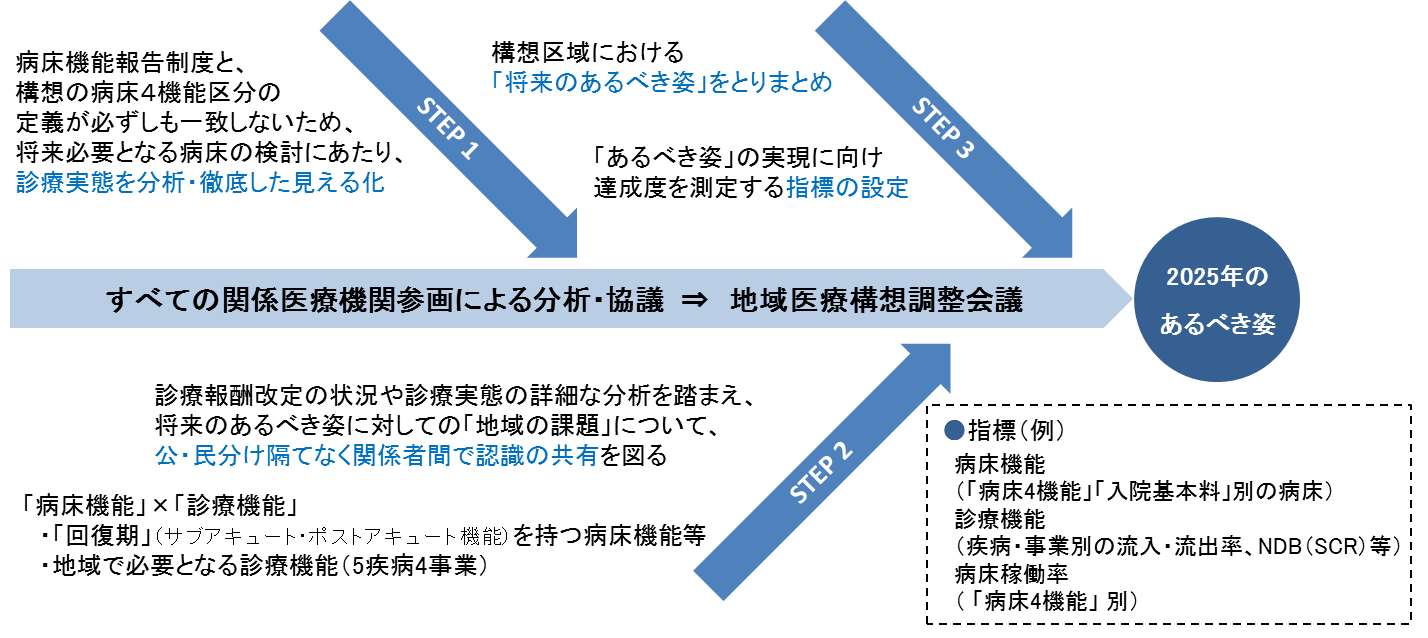 病床機能報告制度と、
構想の病床４機能区分の
定義が必ずしも一致しないため、
将来必要となる病床の検討にあたり、
診療実態を分析・徹底した見える化
STEP 1
構想区域における
「将来のあるべき姿」をとりまとめ
「あるべき姿」の実現に向け
達成度を測定する指標の設定
STEP 3
すべての関係医療機関参画による分析・協議 ⇒ 地域医療構想調整会議
2025年の
あるべき姿
診療報酬改定の状況や診療実態の詳細な分析を踏まえ、
将来のあるべき姿に対しての「地域の課題」について、
公・民分け隔てなく関係者間で認識の共有を図る
「病床機能」×「診療機能」
・「回復期」（サブアキュート・ポストアキュート機能）を持つ病床機能等
・地域で必要となる診療機能（5疾病4事業）
STEP 2
●指標（例）
病床機能
（「病床4機能」「入院基本料」別の病床）
診療機能
（疾病・事業別の流入・流出率、NDB（SCR）等）
病床稼働率
（「病床4機能」別）